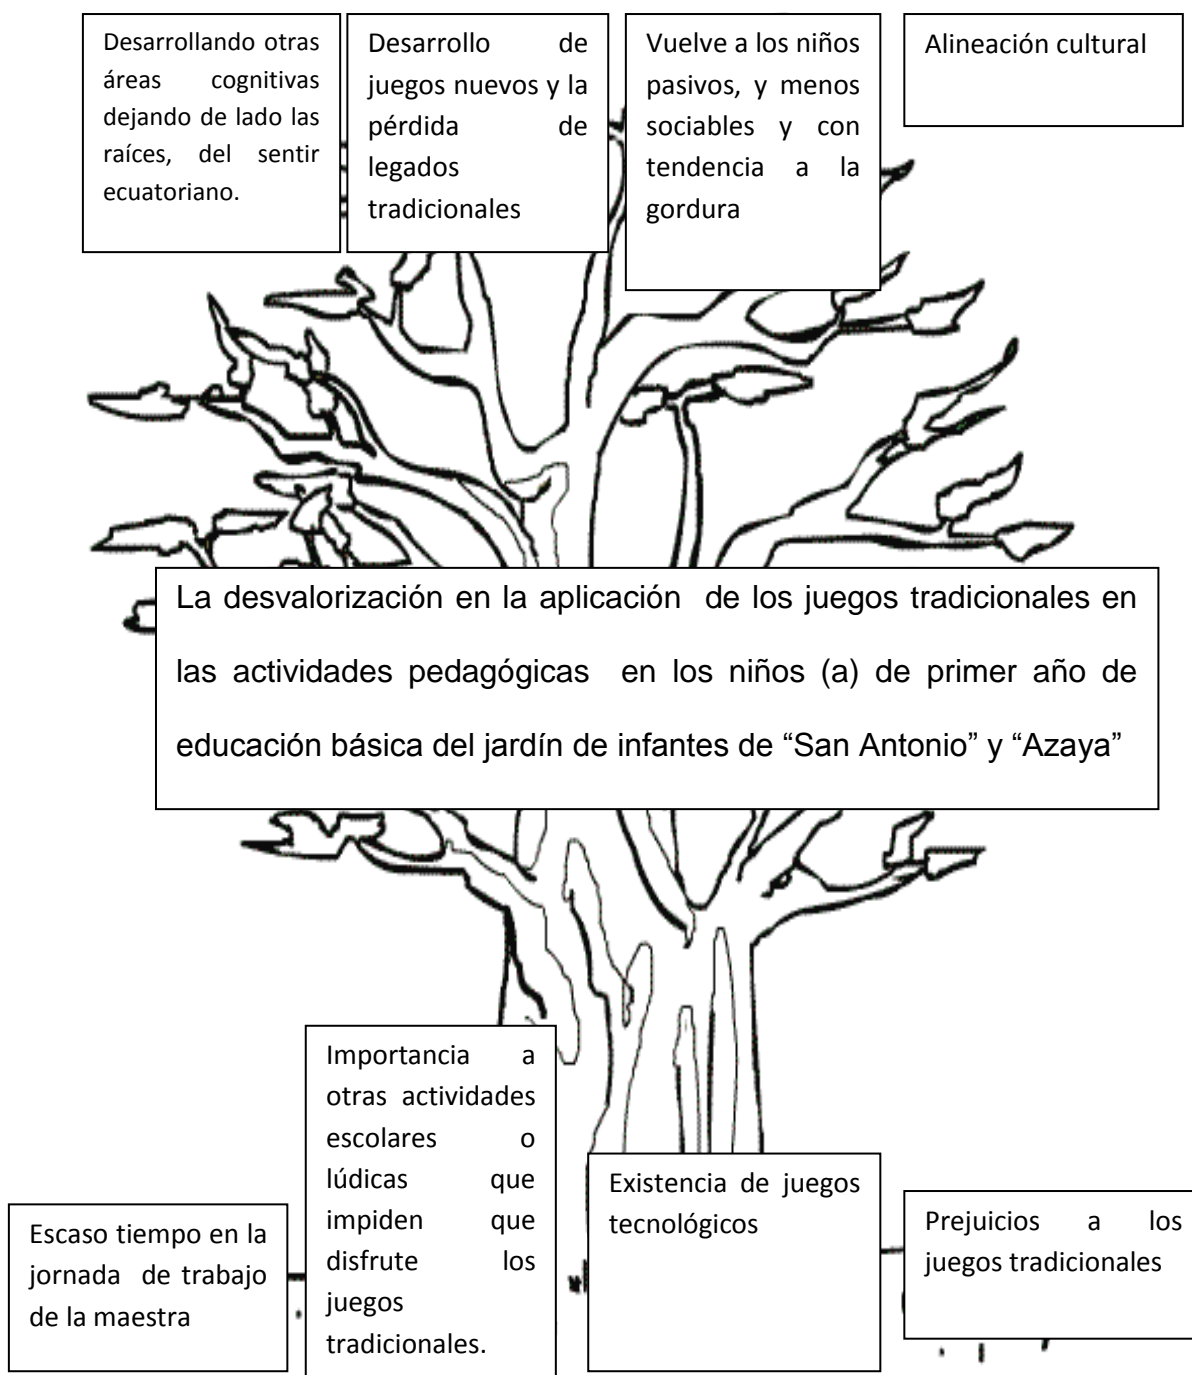 Desarrollando otras
áreas cognitivas
dejando de lado las
raíces, del sentir
ecuatoriano.
Desarrollo de
juegos nuevos y la
pérdida de
legados
tradicionales
Vuelve a los niños
pasivos, y menos
sociables y con
tendencia a la
gordura
Alineación cultural
La desvalorización en la aplicación de los juegos tradicionales en
las actividades pedagógicas en los niños (a) de primer año de
educación básica del jardín de infantes de “San Antonio” y “Azaya”
Escaso tiempo en la
jornada de trabajo
de la maestra
Importancia a
otras actividades
escolares o
lúdicas que
impiden que
disfrute los
juegos
tradicionales.
Existencia de juegos
tecnológicos
Prejuicios a los
juegos tradicionales